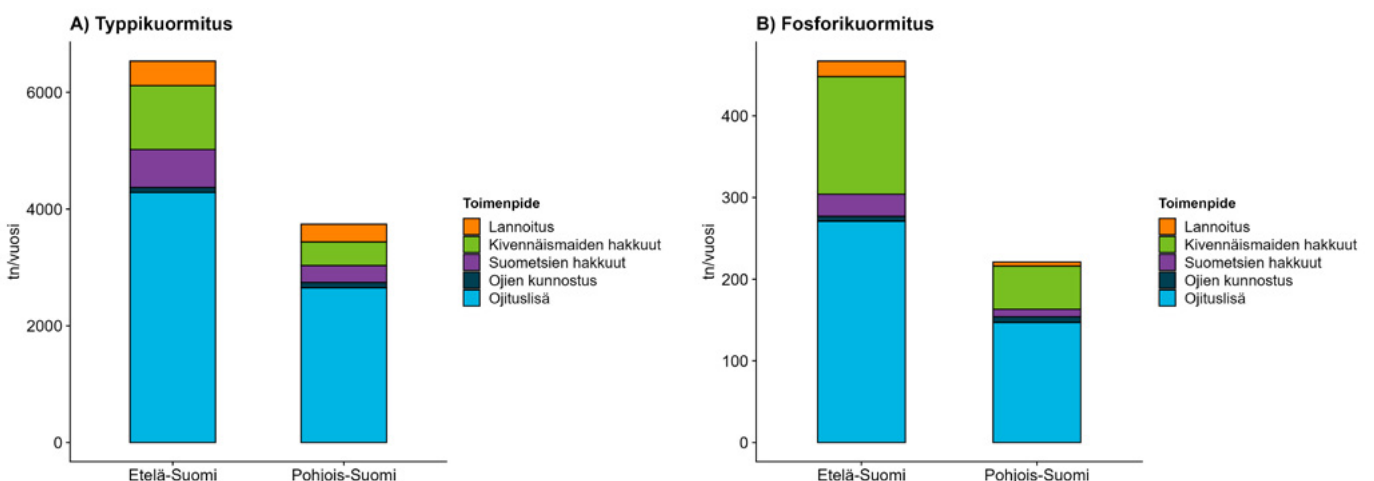 A) Typpikuormitus
6000
4000
2000
0
tn/vuosi
Etelä-Suomi
Pohjois-Suomi
Toimenpide
Lannoitus
Kivennäismaiden hakkuut
Suometsien hakkuut
Ojien kunnostus
Ojituslisä
B) Fosforikuormitus
400
300
200
100
0
tn/vuosi
Etelä-Suomi
Pohjois-Suomi
Toimenpide
Lannoitus
Kivennäismaiden hakkuut
Suometsien hakkuut
Ojien kunnostus
Ojituslisä